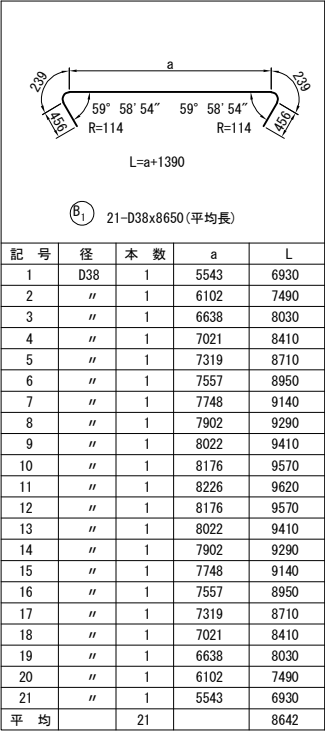 a
239
239
59° 58'54"
59° 58'54"
456
456
R=114
R=114
L=a+1390
B1 21-D38x8650(平均長)
記 号 径 本 数 a L
1 D38 1 5543 6930
2 〃 1 6102 7490
3 〃 1 6638 8030
4 〃 1 7021 8410
5 〃 1 7319 8710
6 〃 1 7557 8950
7 〃 1 7748 9140
8 〃 1 7902 9290
9 〃 1 8022 9410
10 〃 1 8176 9570
11 〃 1 8226 9620
12 〃 1 8176 9570
13 〃 1 8022 9410
14 〃 1 7902 9290
15 〃 1 7748 9140
16 〃 1 7557 8950
17 〃 1 7319 8710
18 〃 1 7021 8410
19 〃 1 6638 8030
20 〃 1 6102 7490
21 〃 1 5543 6930
平 均 21 8642